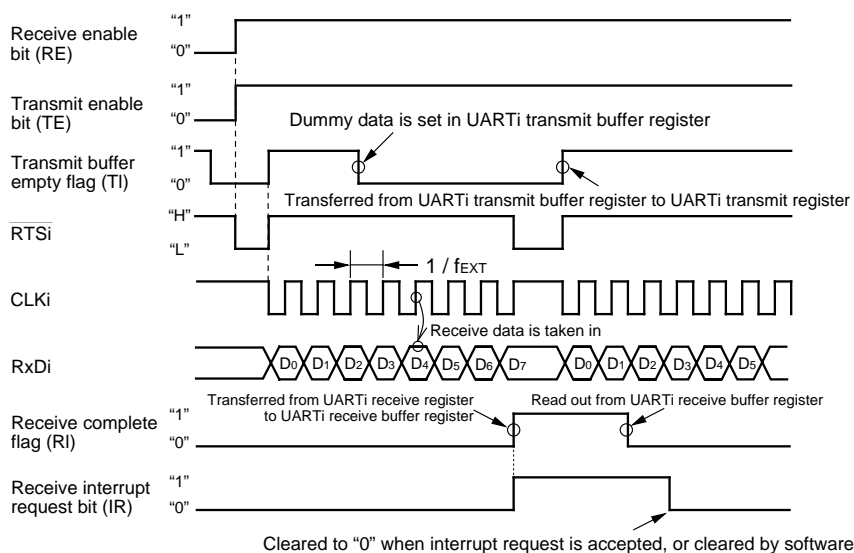 Receive enable
bit (RE)
“1”
“0”
Transmit enable
bit (TE)
“1”
“0”
Dummy data is set in UARTi transmit buffer register
Transmit buffer
empty flag (TI)
“1”
“0”
Transferred from UARTi transmit buffer register to UARTi transmit register
RTSi
“H”
“L”
1 / fEXT
CLKi
Receive data is taken in
RxDi
D0 D1 D2 D3 D4 D5 D6 D7 D0 D1 D2 D3 D4 D5
Transferred from UARTi receive register
to UARTi receive buffer register
Read out from UARTi receive buffer register
Receive complete
flag (RI)
“1”
“0”
Receive interrupt
request bit (IR)
“1”
“0”
Cleared to “0” when interrupt request is accepted, or cleared by software